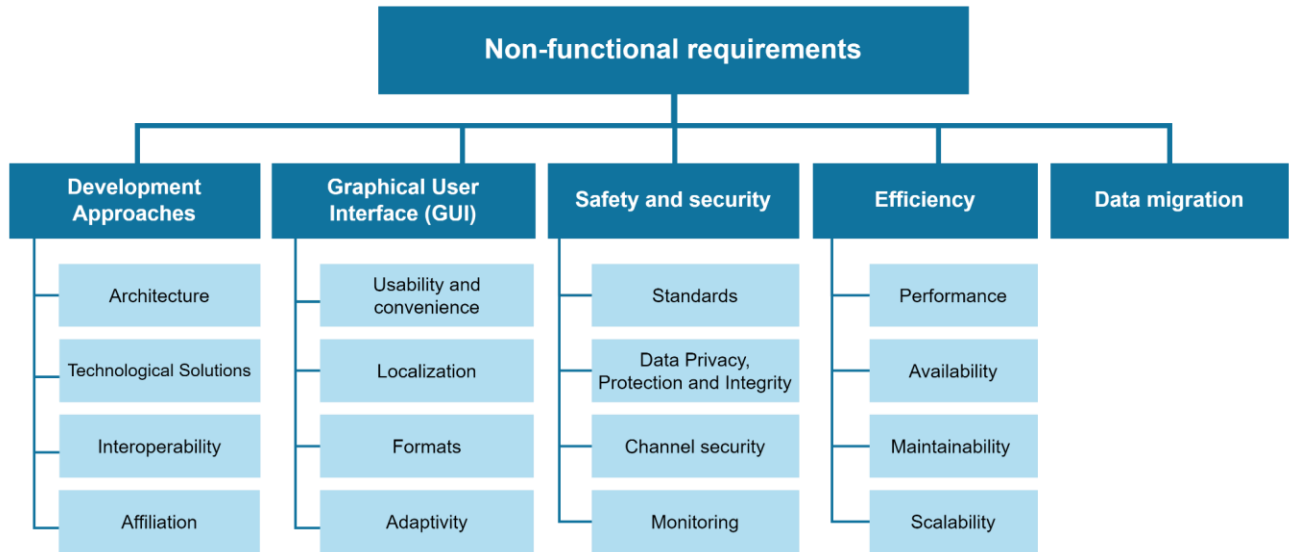 Non-functional requirements
Development
Approaches
Graphical User
Interface (GUI)
Safety and security
Efficiency
Data migration
Architecture
Technological Solutions
Interoperability
Affiliation
Usability and
convenience
Localization
Formats
Adaptivity
Standards
Data Privacy,
Protection and Integrity
Channel security
Monitoring
Performance
Availability
Maintainability
Scalability